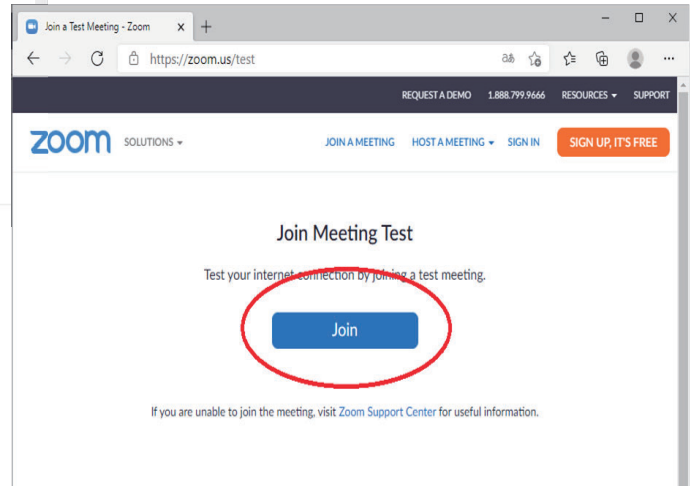 Join a Test Meeting - Zoom
https://zoom.us/test
REQUEST A DEMO 1.888.799.9666 RESOURCES SUPPORT
zoom SOLUTIONS JOIN A MEETING HOST A MEETING SIGN IN SIGN UP, IT'S FREE
Join Meeting Test
Test your internet connection by joining a test meeting.
Join
If you are unable to join the meeting, visit Zoom Support Center for useful information.